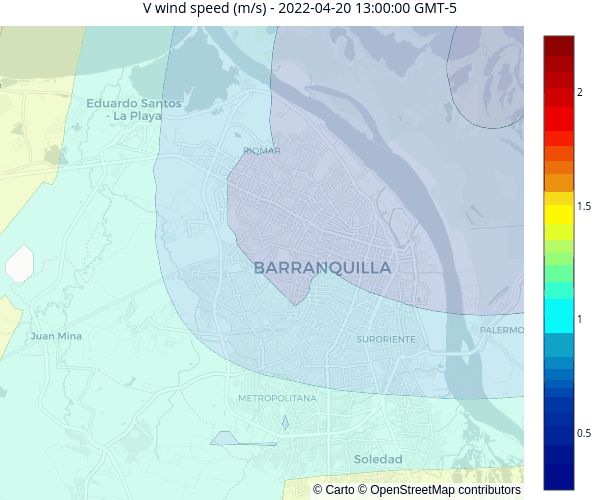 V wind speed (m/s) - 2022-04-20 13:00:00 GMT-5
2
Eduardo Santos
- La Playa
RIOMAR
1.5
BARRANQUILLA
1
PALERMO
Juan Mina
SURORIENTE
METROPOLITANA
0.5
Soledad
© Carto © OpenStreetMap contributors